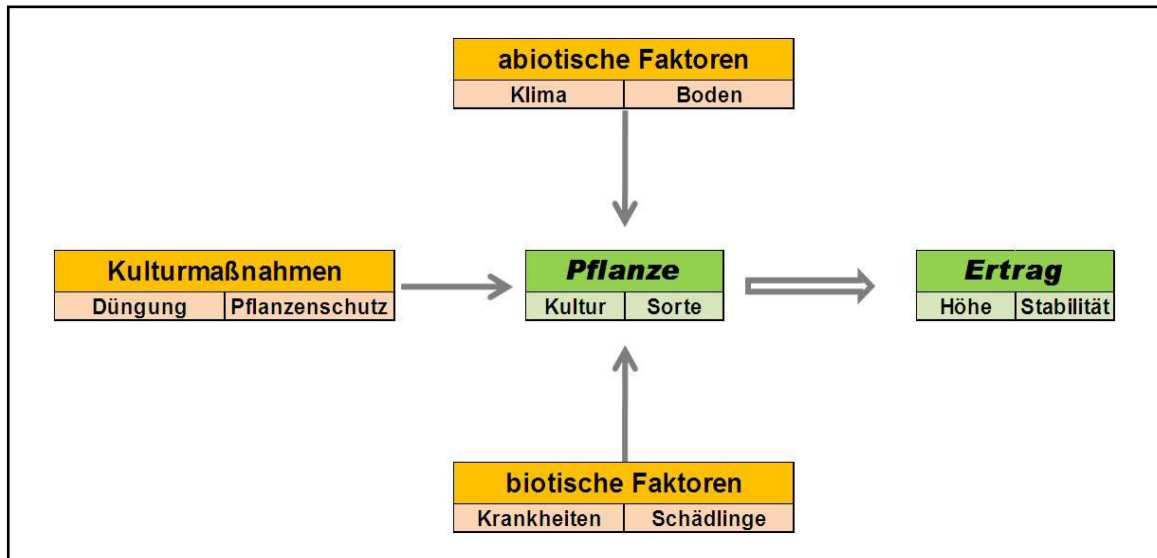 abiotische Faktoren
Klima Boden
Kulturmaßnahmen
Düngung Pflanzenschutz
Pflanze
Kultur Sorte
Ertrag
Höhe Stabilität
biotische Faktoren
Krankheiten Schädlinge